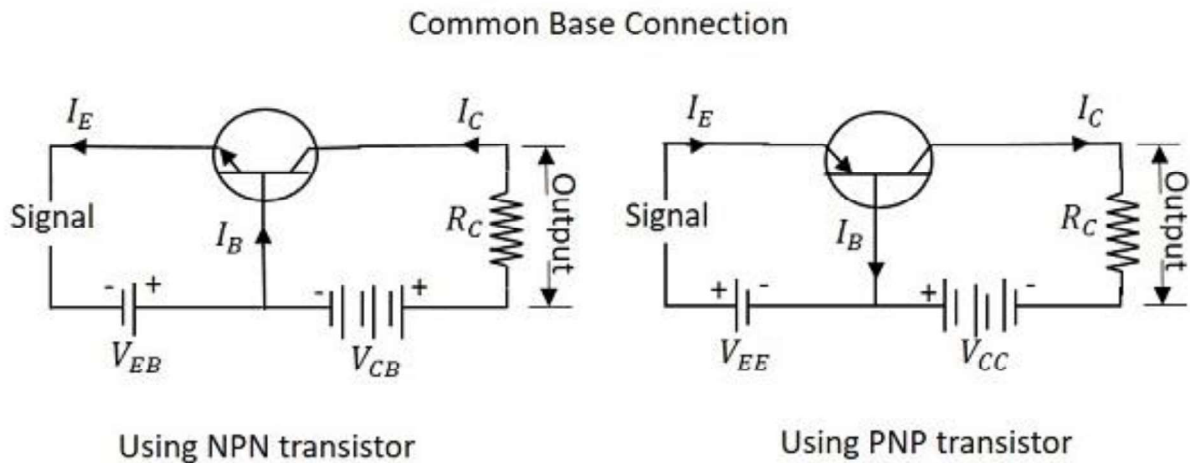 Common Base Connection
I_E
I_C
Signal
I_B
R_C
Output
- +
- +
V_EB
V_CB
Using NPN transistor
I_E
I_C
Signal
I_B
R_C
Output
+ -
+ -
V_EE
V_CC
Using PNP transistor